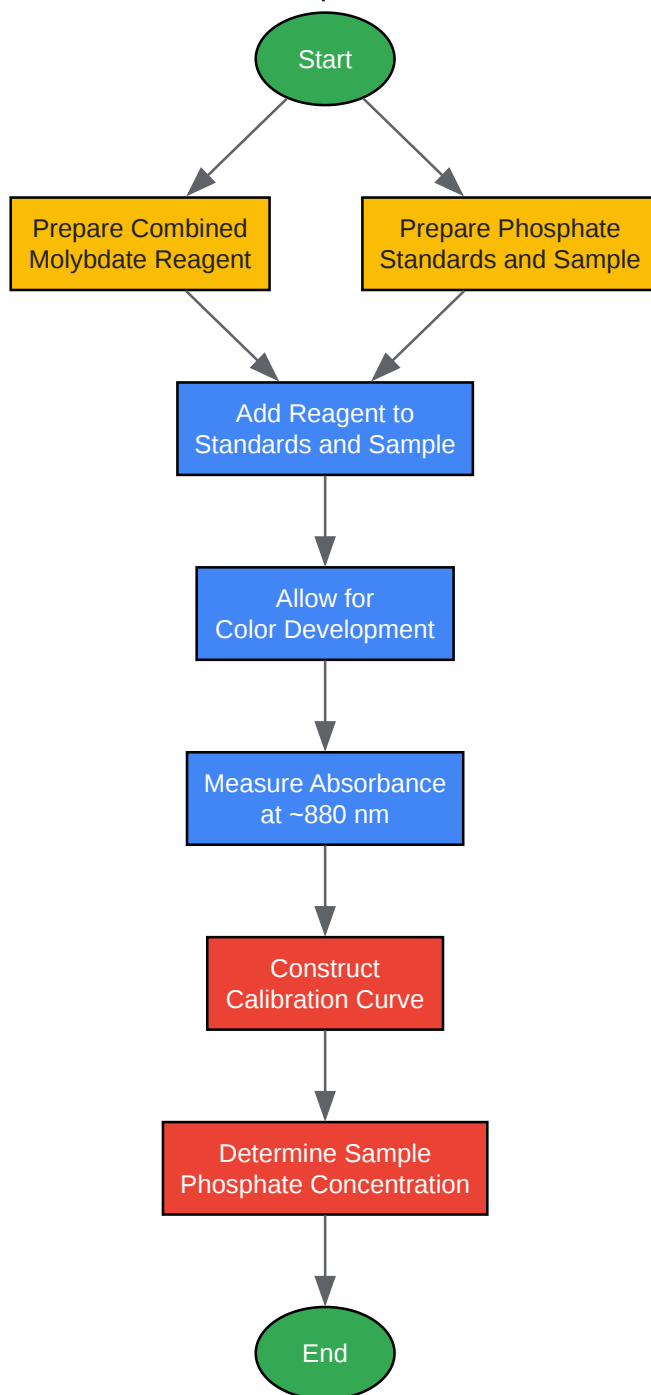 Start
Prepare Combined
Molybdate Reagent
Prepare Phosphate
Standards and Sample
Add Reagent to
Standards and Sample
Allow for
Color Development
Measure Absorbance
at ~880 nm
Construct
Calibration Curve
Determine Sample
Phosphate Concentration
End